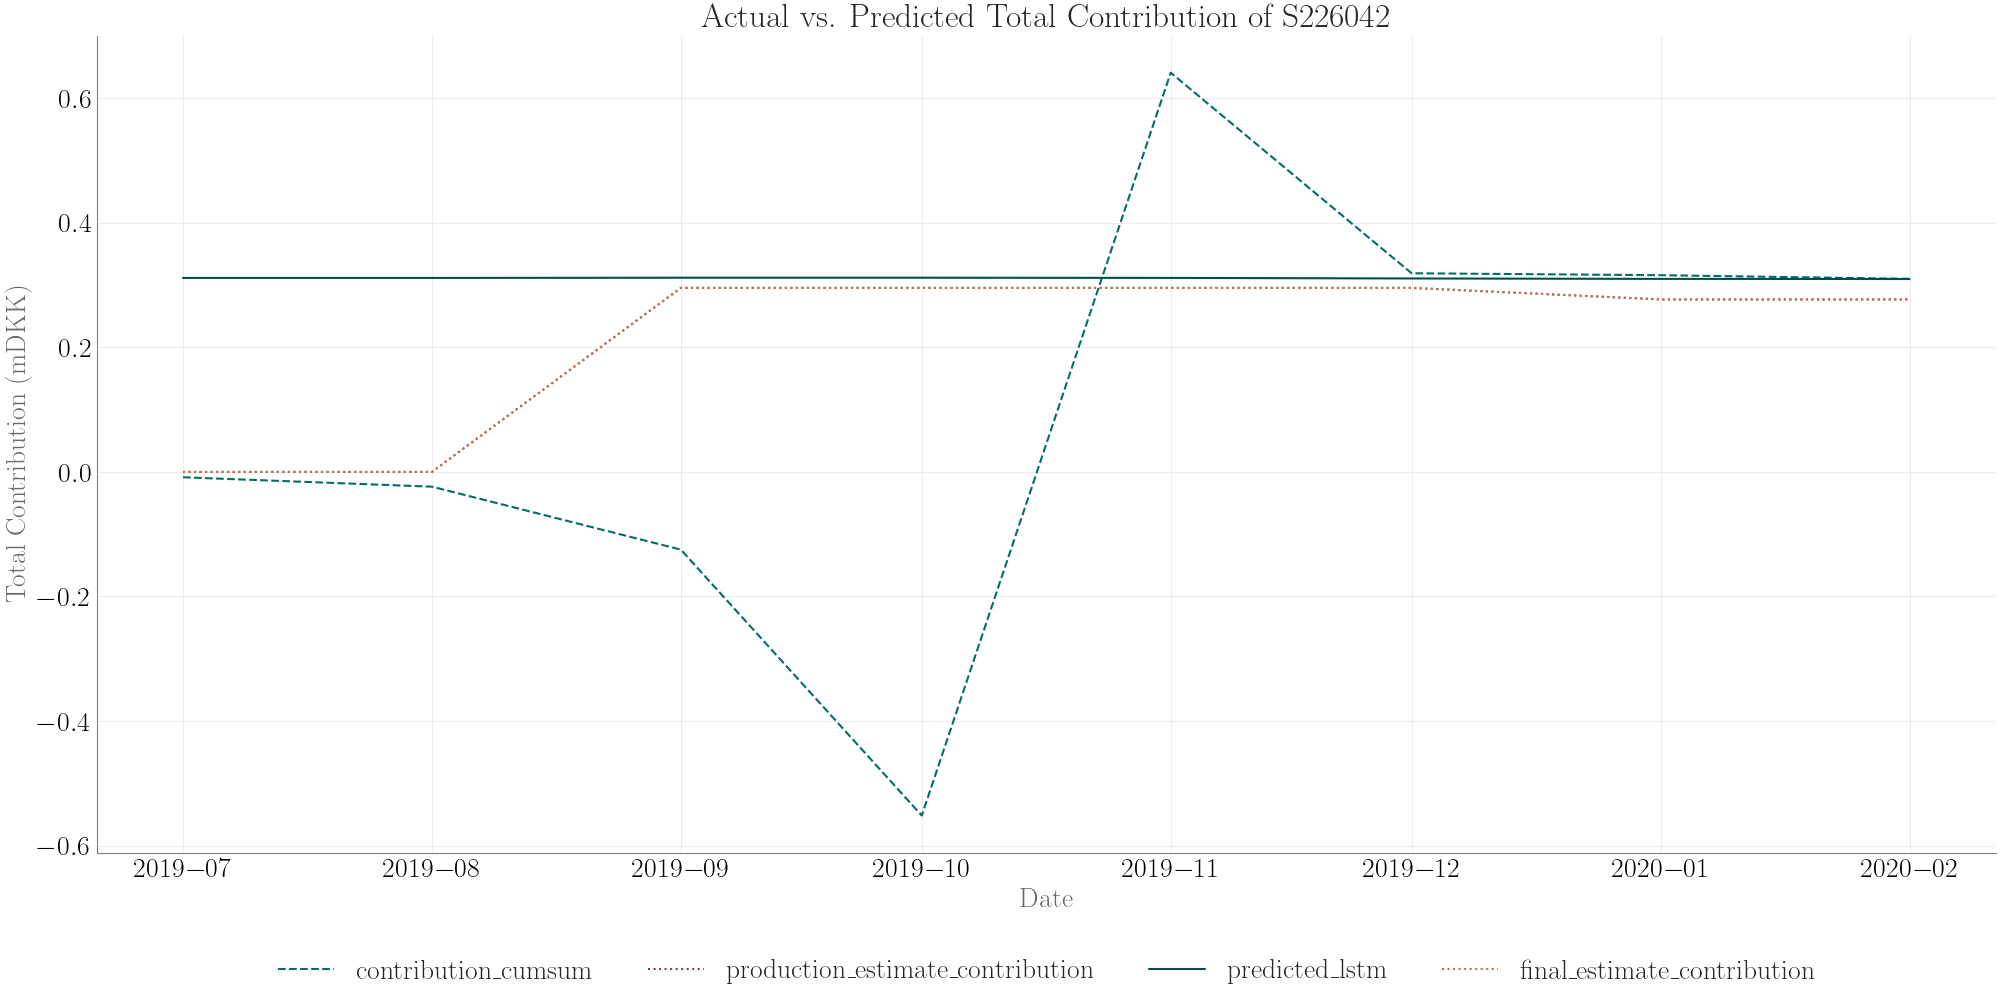 Actual vs. Predicted Total Contribution of S226042
Total Contribution (mDKK)
0.6
0.4
0.2
0.0
−0.2
−0.4
−0.6
2019−07 2019−08 2019−09 2019−10 2019−11 2019−12 2020−01 2020−02
Date
contribution_cumsum production_estimate_contribution predicted_lstm final_estimate_contribution